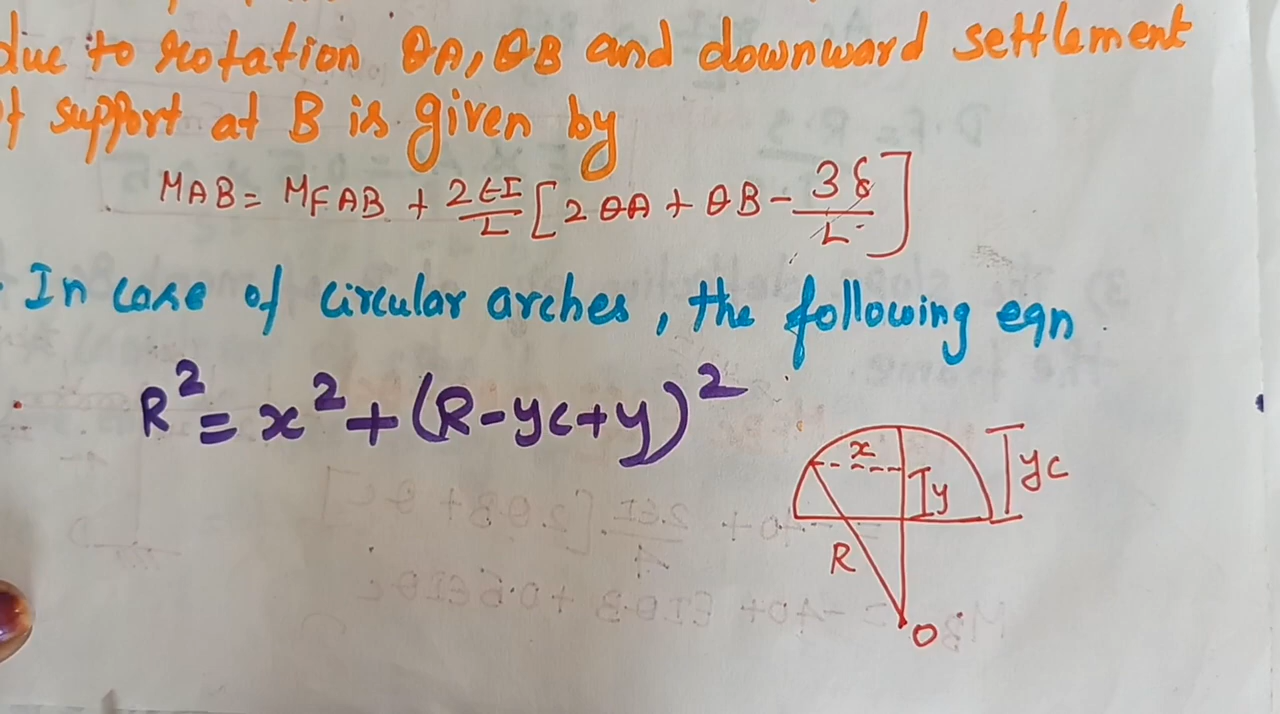 due to rotation θA, θB and downward settlement
of support at B is given by
MAB = MFAB + 2EI/L [2θA + θB - 3δ/L]
In case of circular arches, the following eqn
R² = x² + (R-yc+y)²
x
y
yc
R
O